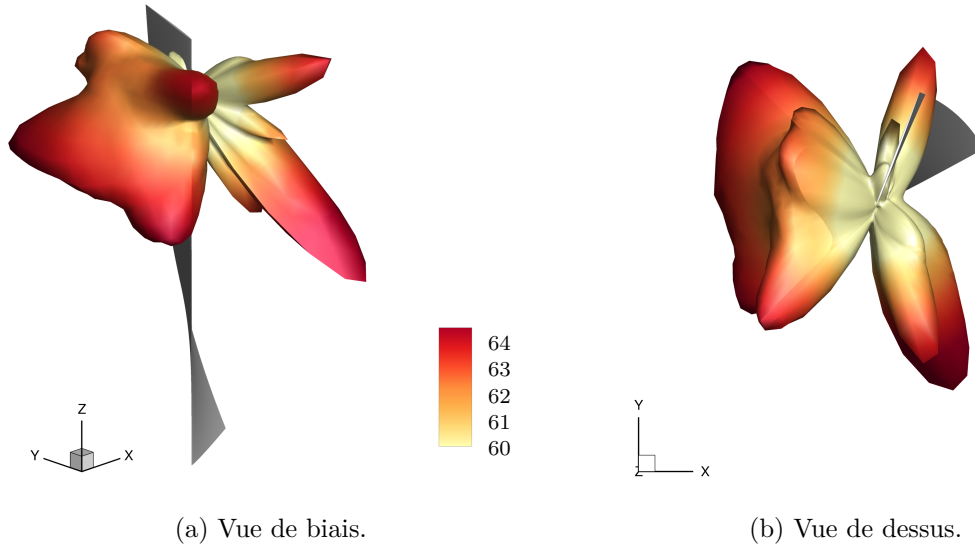 64
63
62
61
60
Z
Y
X
Y
Z
X
(a) Vue de biais.
(b) Vue de dessus.